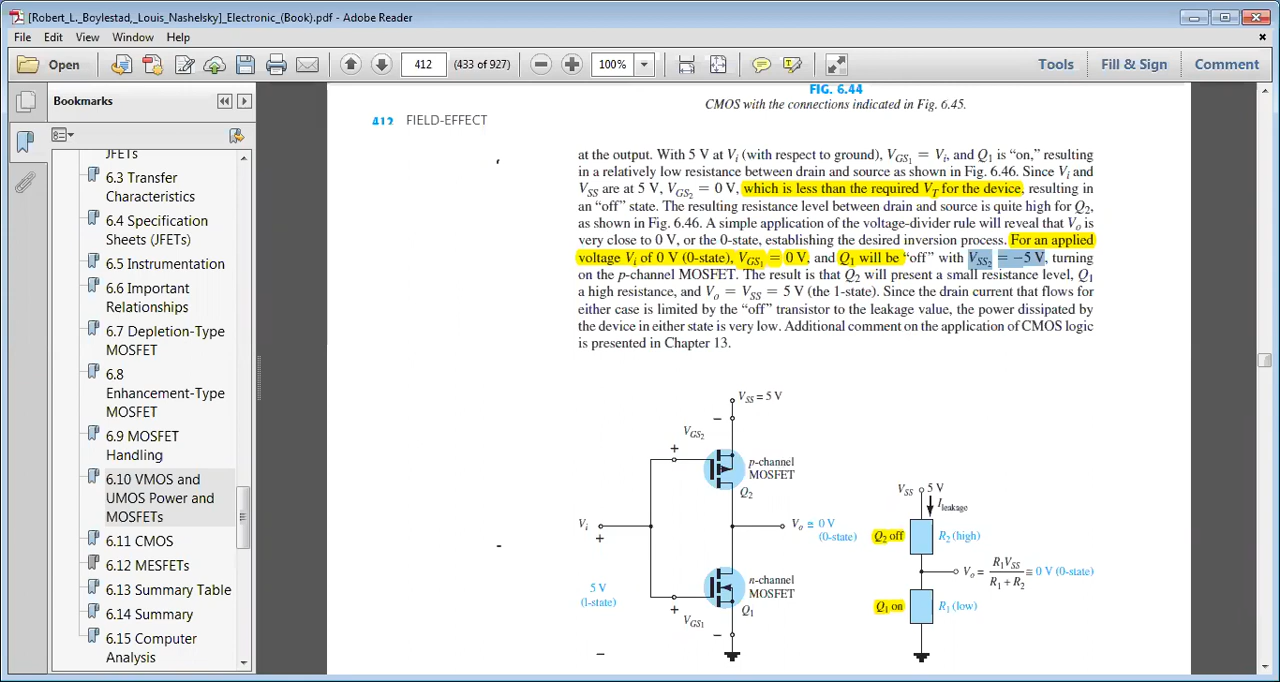 [Robert_L._Boylestad,_Louis_Nashelsky]_Electronic_(Book).pdf - Adobe Reader
File Edit View Window Help
Open 412 (433 of 927) 100% Tools Fill & Sign Comment
Bookmarks
JFETs
6.3 Transfer
Characteristics
6.4 Specification
Sheets (JFETs)
6.5 Instrumentation
6.6 Important
Relationships
6.7 Depletion-Type
MOSFET
6.8
Enhancement-Type
MOSFET
6.9 MOSFET
Handling
6.10 VMOS and
UMOS Power and
MOSFETs
6.11 CMOS
6.12 MESFETs
6.13 Summary Table
6.14 Summary
6.15 Computer
Analysis
FIG. 6.44
CMOS with the connections indicated in Fig. 6.45.
412 FIELD-EFFECT
at the output. With 5 V at Vi (with respect to ground), VGS1 = Vi, and Q1 is “on,” resulting
in a relatively low resistance between drain and source as shown in Fig. 6.46. Since Vi and
VSS are at 5 V, VGS2 = 0 V, which is less than the required VT for the device, resulting in
an “off” state. The resulting resistance level between drain and source is quite high for Q2,
as shown in Fig. 6.46. A simple application of the voltage-divider rule will reveal that Vo is
very close to 0 V, or the 0-state, establishing the desired inversion process. For an applied
voltage Vi of 0 V (0-state), VGS1 = 0 V, and Q1 will be “off” with VSS2 = −5 V, turning
on the p-channel MOSFET. The result is that Q2 will present a small resistance level, Q1
a high resistance, and Vo = VSS = 5 V (the 1-state). Since the drain current that flows for
either case is limited by the “off” transistor to the leakage value, the power dissipated by
the device in either state is very low. Additional comment on the application of CMOS logic
is presented in Chapter 13.
VSS = 5 V
−
VGS2
+
p-channel
MOSFET
Q2
Vi
+
Vo ≅ 0 V
(0-state)
5 V
(1-state)
n-channel
MOSFET
Q1
+
VGS1
−
−
VSS 5 V
Ileakage
Q2 off R2 (high)
Vo = R1VSS / R1 + R2 ≅ 0 V (0-state)
Q1 on R1 (low)